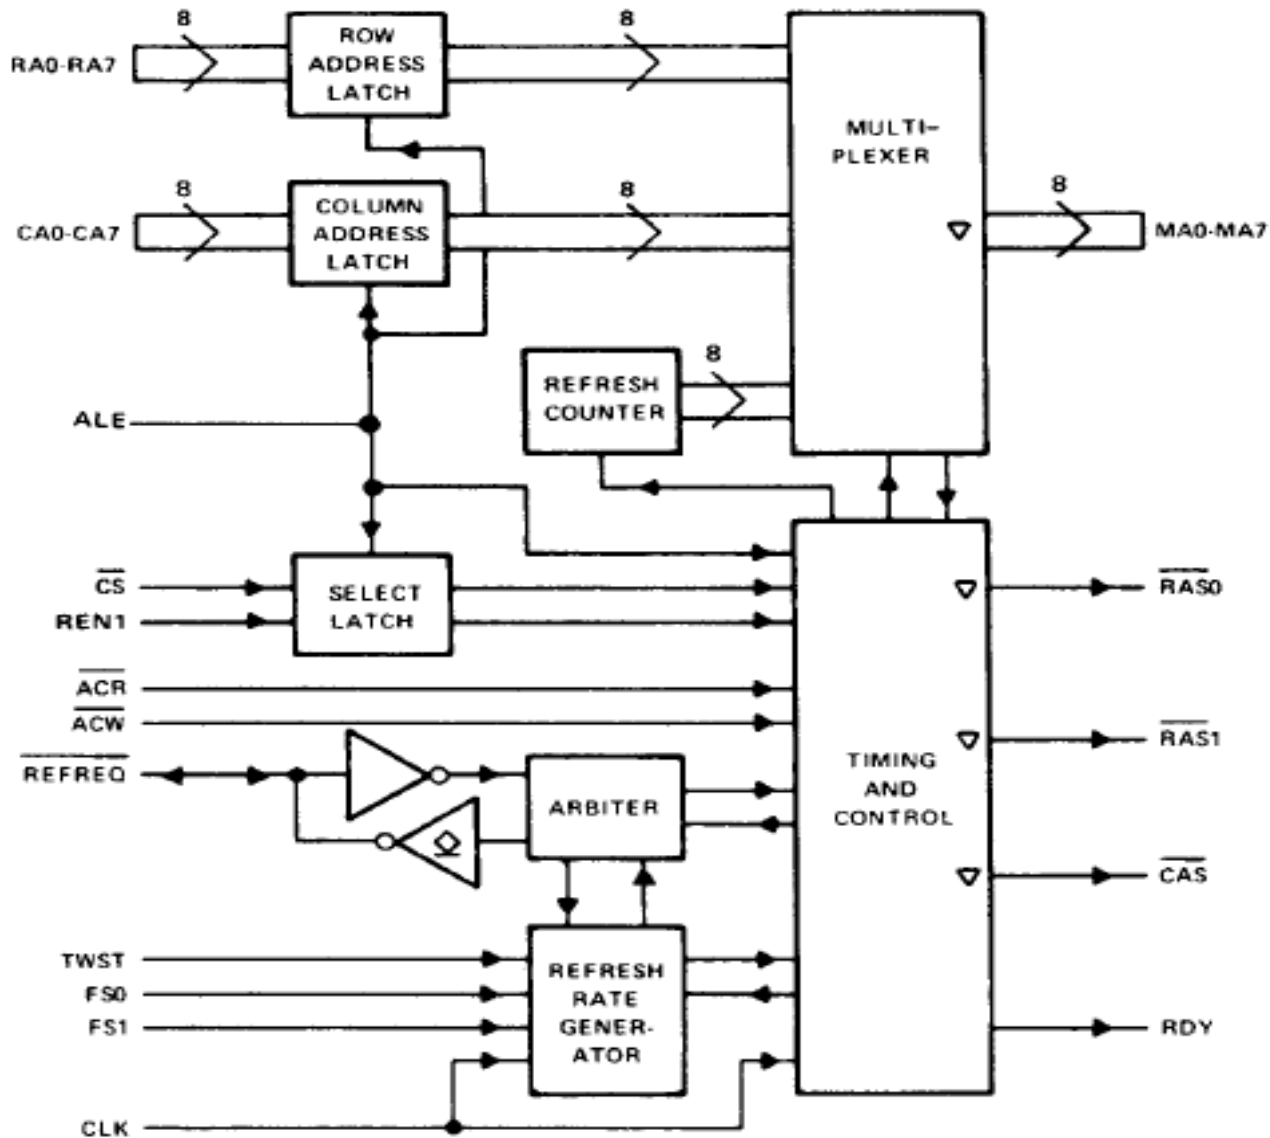 8
8
RA0-RA7
ROW
ADDRESS
LATCH
MULTI-
PLEXER
8
8
8
CA0-CA7
COLUMN
ADDRESS
LATCH
MA0-MA7
8
REFRESH
COUNTER
ALE
CS
REN1
SELECT
LATCH
RAS0
ACR
ACW
RAS1
REFREQ
ARBITER
TIMING
AND
CONTROL
CAS
TWST
FS0
FS1
REFRESH
RATE
GENER-
ATOR
RDY
CLK